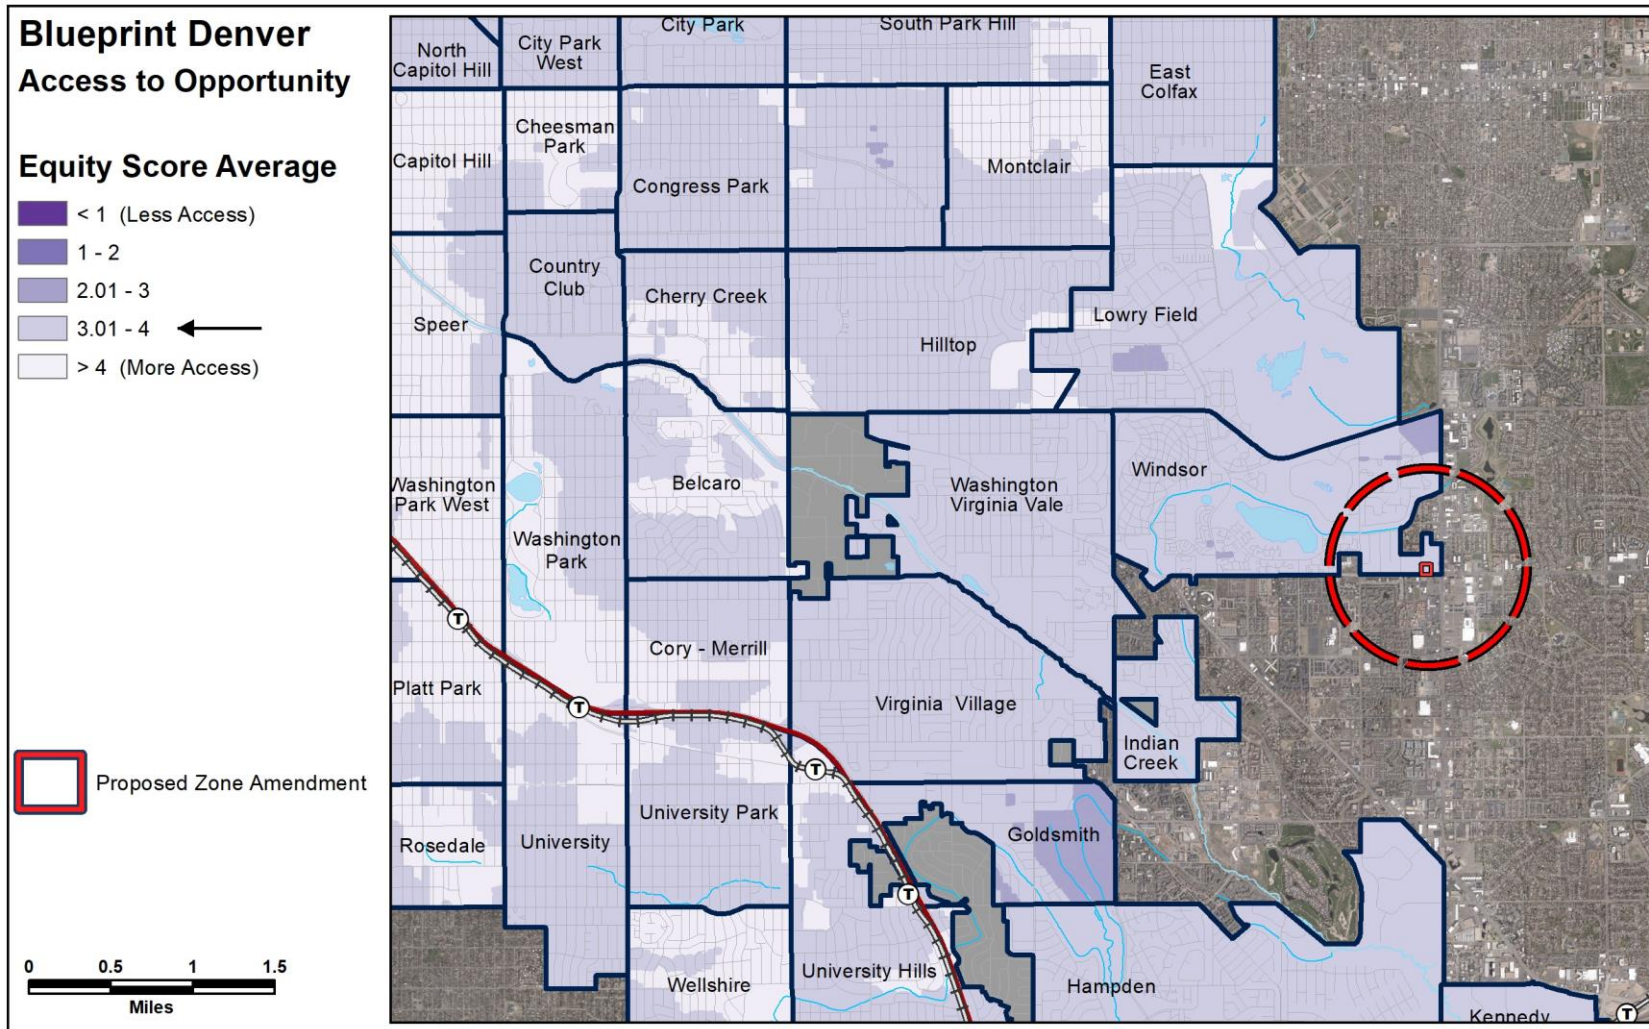 Blueprint Denver
Access to Opportunity
Equity Score Average
< 1 (Less Access)
1 - 2
2.01 - 3
3.01 - 4
> 4 (More Access)
Proposed Zone Amendment
0 0.5 1 1.5
Miles
North
Capitol Hill
City Park
West
City Park
South Park Hill
East
Colfax
Capitol Hill
Cheesman
Park
Congress Park
Montclair
Speer
Country
Club
Cherry Creek
Hilltop
Lowry Field
Washington
Park West
Washington
Park
Belcaro
Washington
Virginia Vale
Windsor
Platt Park
Cory - Merrill
Virginia Village
Indian
Creek
Rosedale
University
University Park
Goldsmith
Wellshire
University Hills
Hampden
Kennedy
T
T
T
T
T